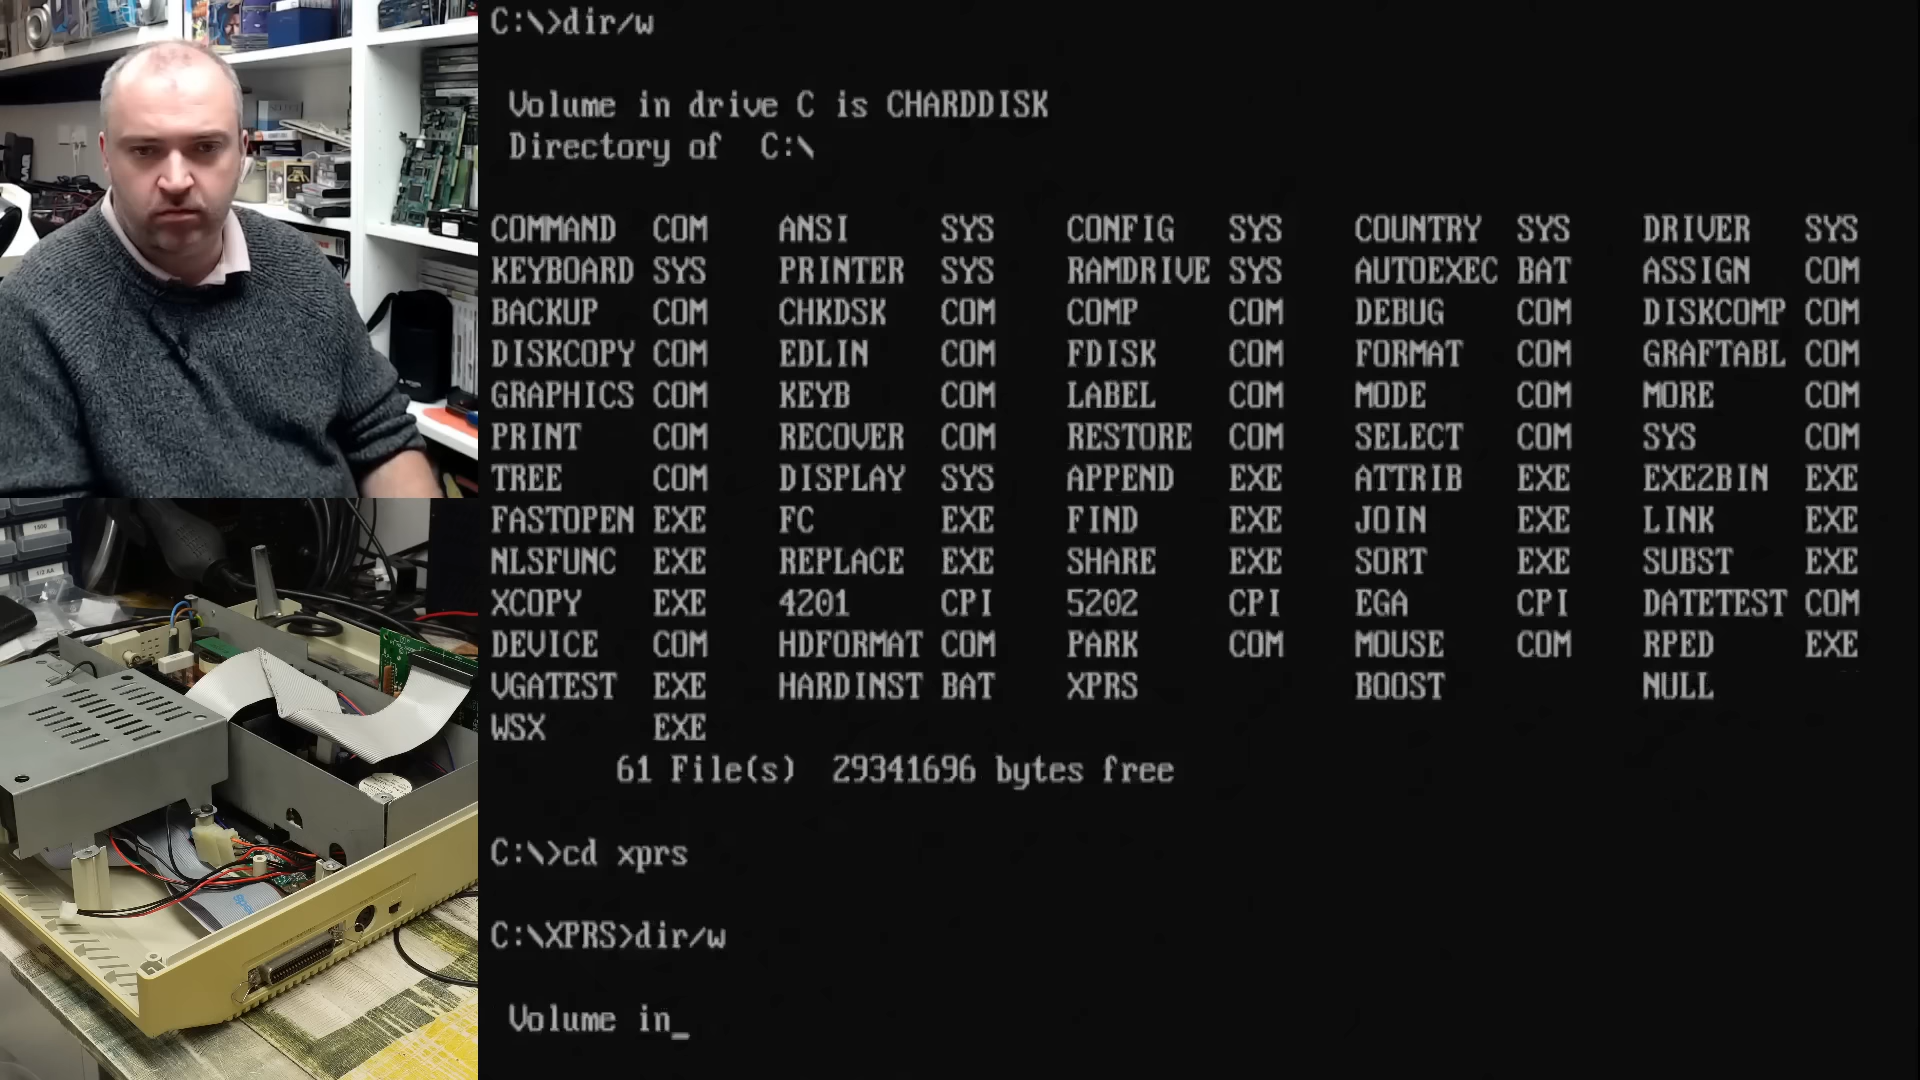 C:\>dir/w
Volume in drive C is CHARDDISK
Directory of  C:\
COMMAND  COM  ANSI  SYS  CONFIG  SYS  COUNTRY  SYS  DRIVER  SYS
KEYBOARD SYS  PRINTER  SYS  RAMDRIVE SYS  AUTOEXEC BAT  ASSIGN  COM
BACKUP  COM  CHKDSK  COM  COMP  COM  DEBUG  COM  DISKCOMP COM
DISKCOPY COM  EDLIN  COM  FDISK  COM  FORMAT  COM  GRAFTABL COM
GRAPHICS COM  KEYB  COM  LABEL  COM  MODE  COM  MORE  COM
PRINT  COM  RECOVER  COM  RESTORE  COM  SELECT  COM  SYS  COM
TREE  COM  DISPLAY  SYS  APPEND  EXE  ATTRIB  EXE  EXE2BIN  EXE
FASTOPEN EXE  FC  EXE  FIND  EXE  JOIN  EXE  LINK  EXE
NLSFUNC  EXE  REPLACE  EXE  SHARE  EXE  SORT  EXE  SUBST  EXE
XCOPY  EXE  4201  CPI  5202  CPI  EGA  CPI  DATETEST COM
DEVICE  COM  HDFORMAT COM  PARK  COM  MOUSE  COM  RPED  EXE
VGATEST  EXE  HARDINST BAT  XPRS  BOOST  NULL
WSX  EXE
61 File(s)  29341696 bytes free
C:\>cd xprs
C:\XPRS>dir/w
Volume in_
1/2 AA